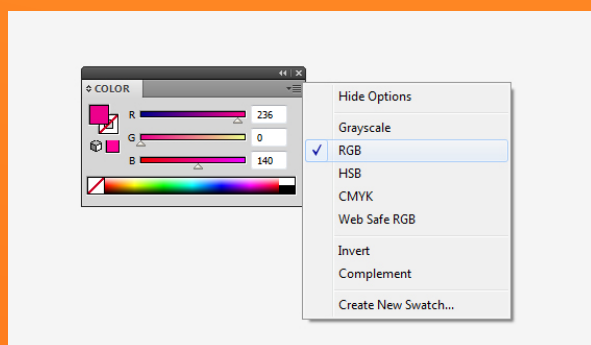 COLOR
R 236
G 0
B 140
Hide Options
Grayscale
RGB
HSB
CMYK
Web Safe RGB
Invert
Complement
Create New Swatch...